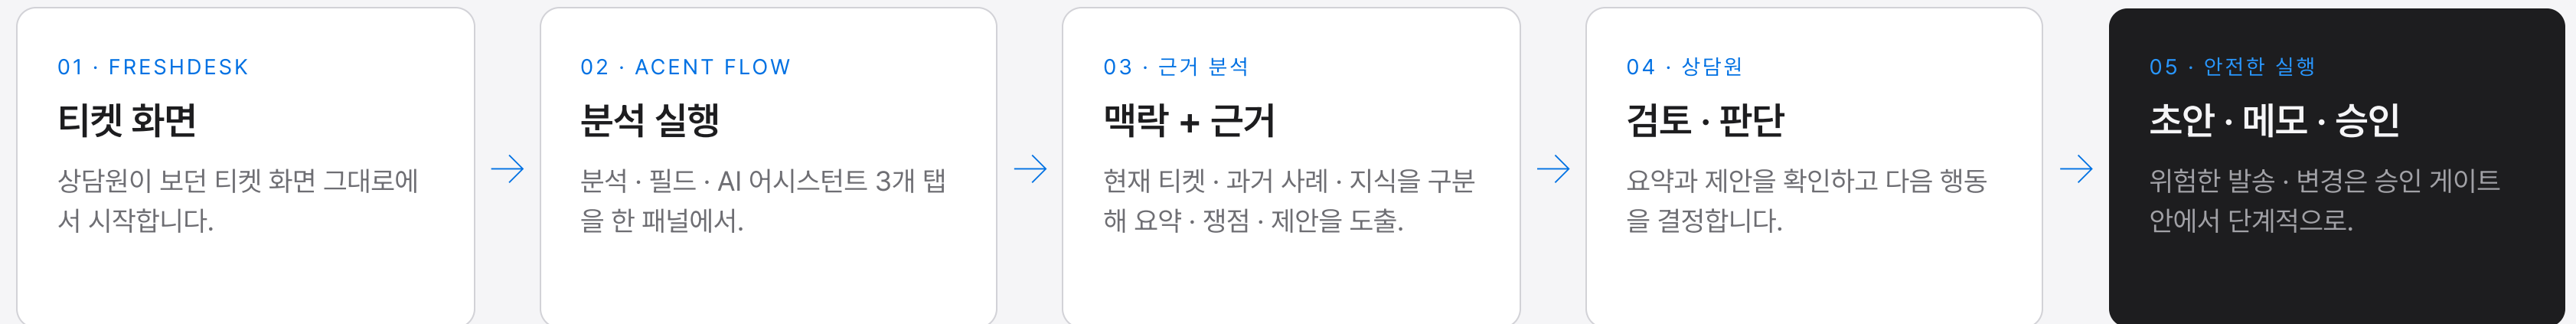 01 · FRESHDESK
티켓 화면
상담원이 보던 티켓 화면 그대로에
서 시작합니다.
02 · ACENT FLOW
분석 실행
분석 · 필드 · AI 어시스턴트 3개 탭
을 한 패널에서.
03 · 근거 분석
맥락 + 근거
현재 티켓 · 과거 사례 · 지식을 구분
해 요약 · 쟁점 · 제안을 도출.
04 · 상담원
검토 · 판단
요약과 제안을 확인하고 다음 행동
을 결정합니다.
05 · 안전한 실행
초안 · 메모 · 승인
위험한 발송 · 변경은 승인 게이트
안에서 단계적으로.